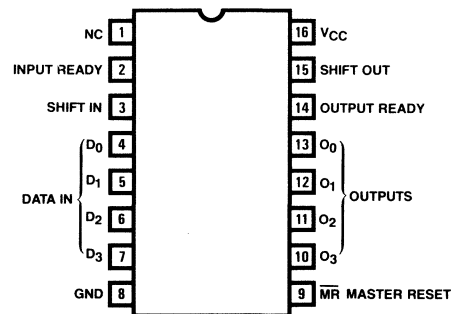 NC 1 16 VCC
INPUT READY 2 15 SHIFT OUT
SHIFT IN 3 14 OUTPUT READY
D0 4 13 O0
D1 5 12 O1
DATA IN OUTPUTS
D2 6 11 O2
D3 7 10 O3
GND 8 9 M̅R̅ MASTER RESET